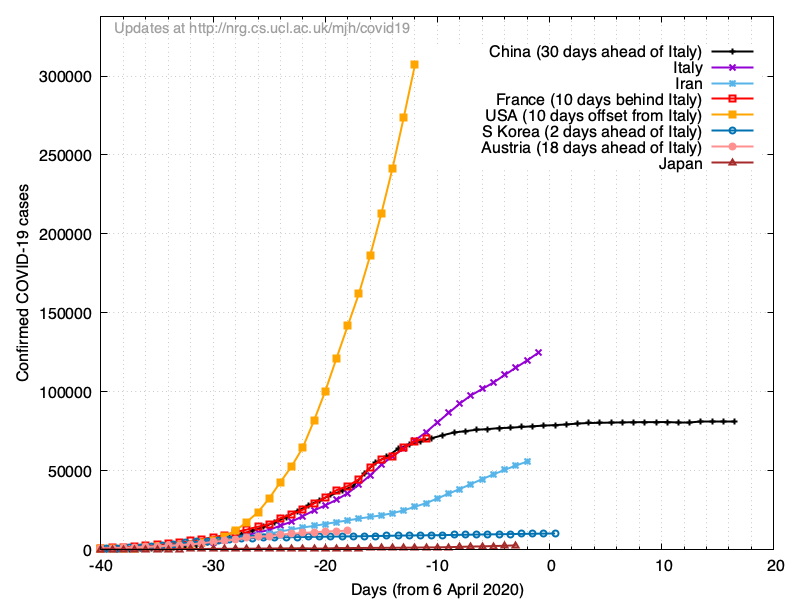 Updates at http://nrg.cs.ucl.ac.uk/mjh/covid19
China (30 days ahead of Italy)
Italy
Iran
France (10 days behind Italy)
USA (10 days offset from Italy)
S Korea (2 days ahead of Italy)
Austria (18 days ahead of Italy)
Japan
Confirmed COVID-19 cases
300000
250000
200000
150000
100000
50000
0
-40 -30 -20 -10 0 10 20
Days (from 6 April 2020)